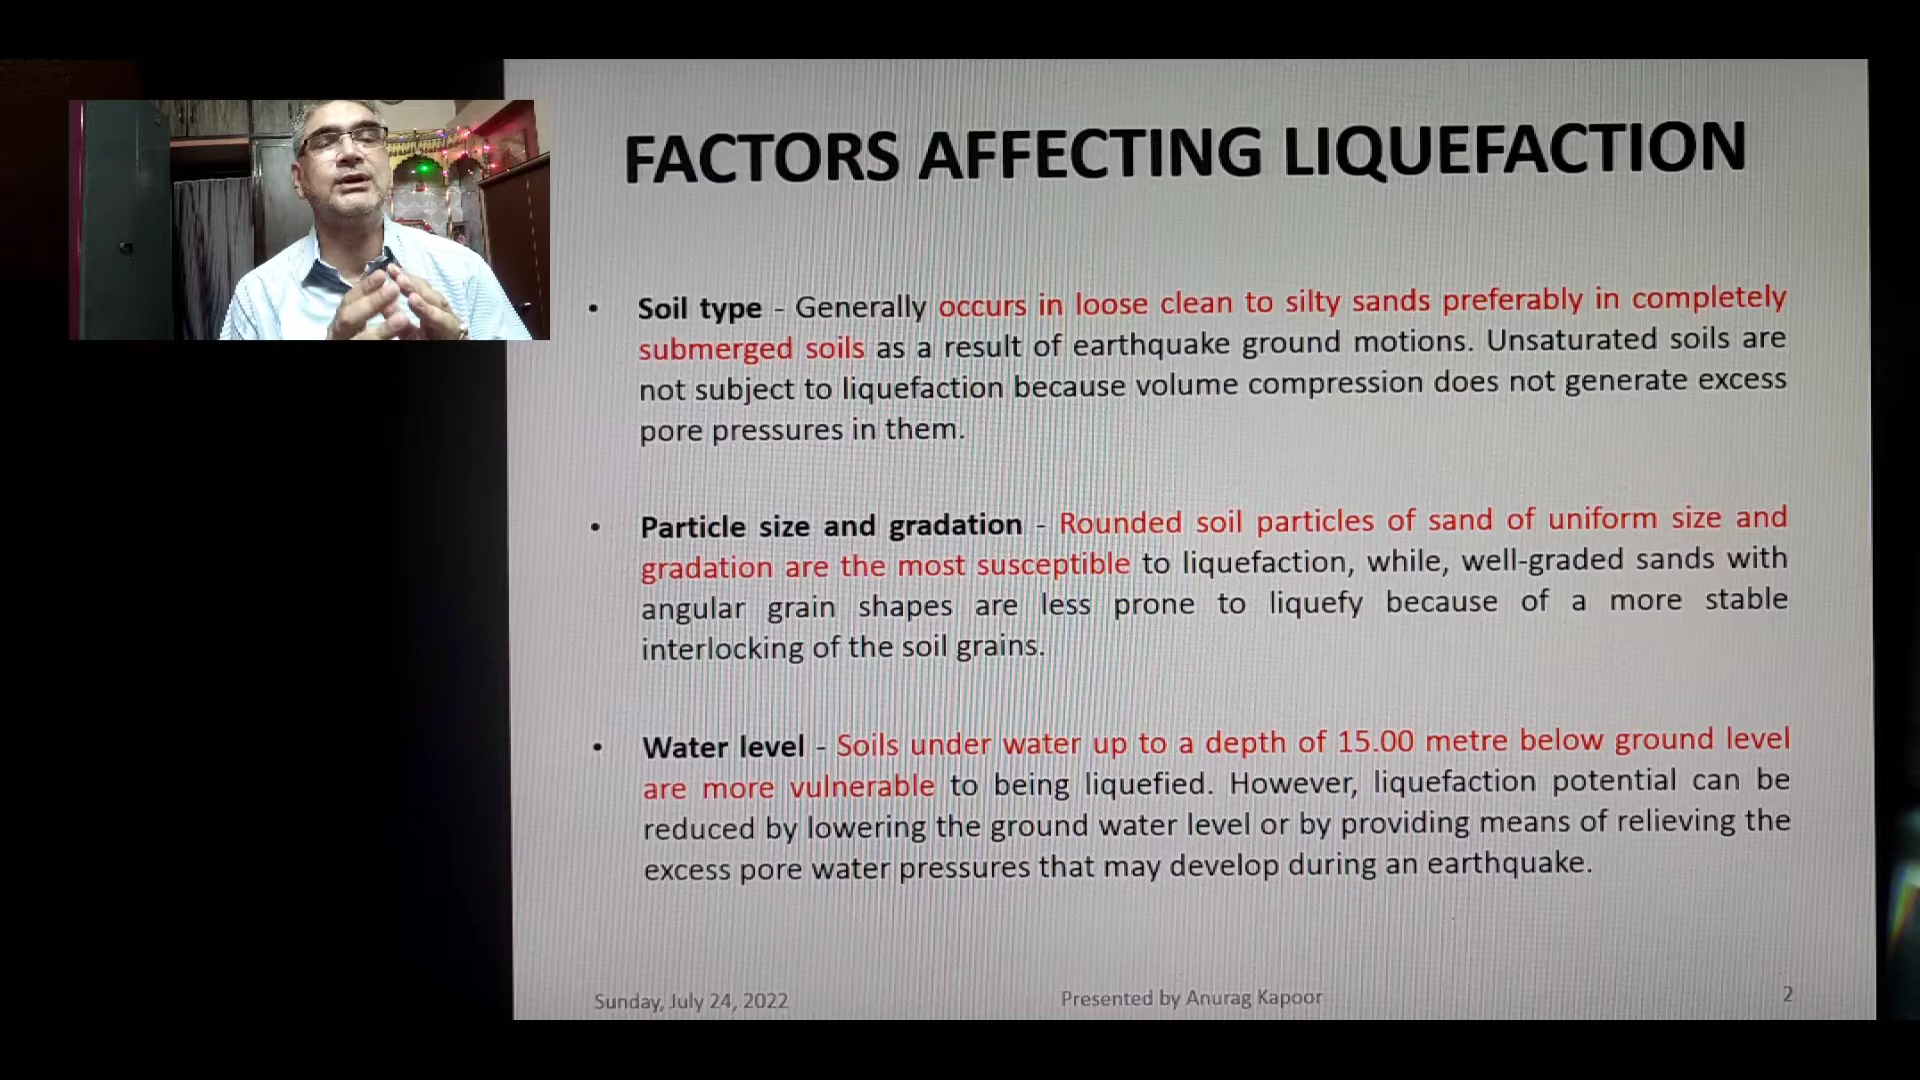 FACTORS AFFECTING LIQUEFACTION
• Soil type - Generally occurs in loose clean to silty sands preferably in completely
submerged soils as a result of earthquake ground motions. Unsaturated soils are
not subject to liquefaction because volume compression does not generate excess
pore pressures in them.
• Particle size and gradation - Rounded soil particles of sand of uniform size and
gradation are the most susceptible to liquefaction, while, well-graded sands with
angular grain shapes are less prone to liquefy because of a more stable
interlocking of the soil grains.
• Water level - Soils under water up to a depth of 15.00 metre below ground level
are more vulnerable to being liquefied. However, liquefaction potential can be
reduced by lowering the ground water level or by providing means of relieving the
excess pore water pressures that may develop during an earthquake.
Sunday, July 24, 2022 Presented by Anurag Kapoor 2